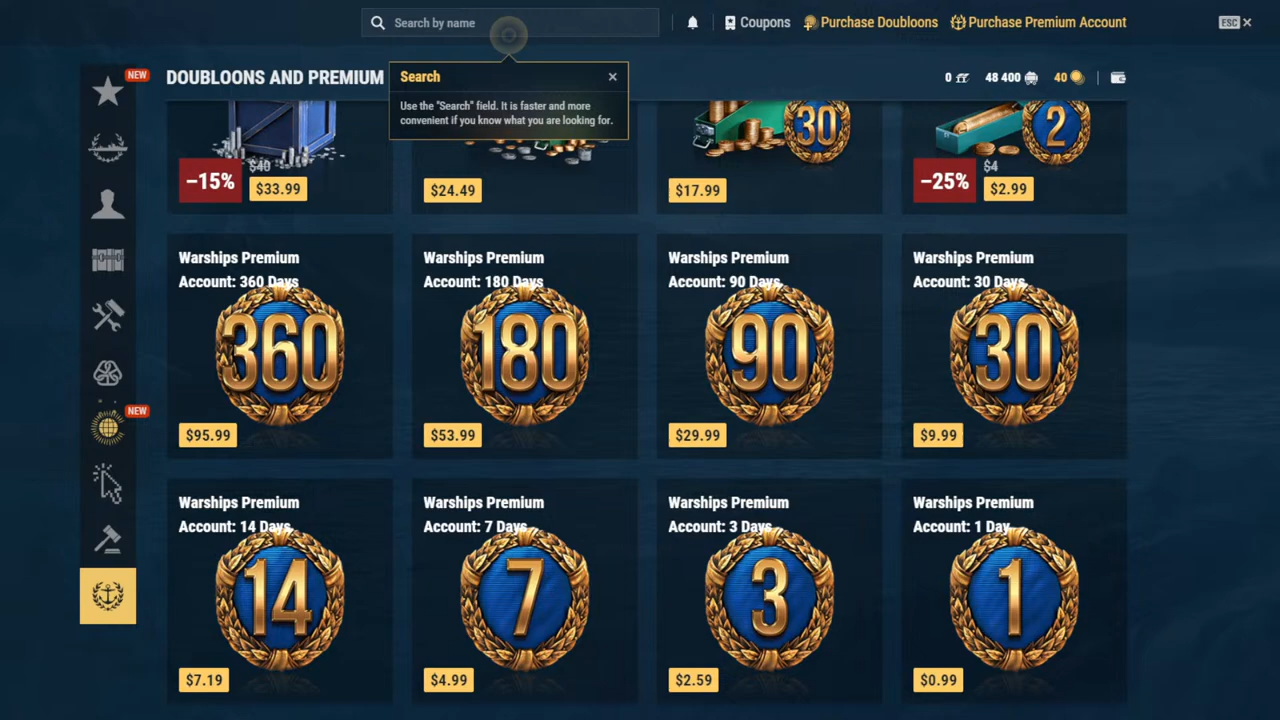 Search by name
Coupons
Purchase Doubloons
Purchase Premium Account
ESC
NEW
DOUBLOONS AND PREMIUM
Search
Use the "Search" field. It is faster and more
convenient if you know what you are looking for.
0
48 400
40
30
2
–15%
$40
$33.99
$24.49
$17.99
–25%
$4
$2.99
Warships Premium
Account: 360 Days
360
$95.99
Warships Premium
Account: 180 Days
180
$53.99
Warships Premium
Account: 90 Days
90
$29.99
Warships Premium
Account: 30 Days
30
$9.99
NEW
Warships Premium
Account: 14 Days
14
$7.19
Warships Premium
Account: 7 Days
7
$4.99
Warships Premium
Account: 3 Days
3
$2.59
Warships Premium
Account: 1 Day
1
$0.99